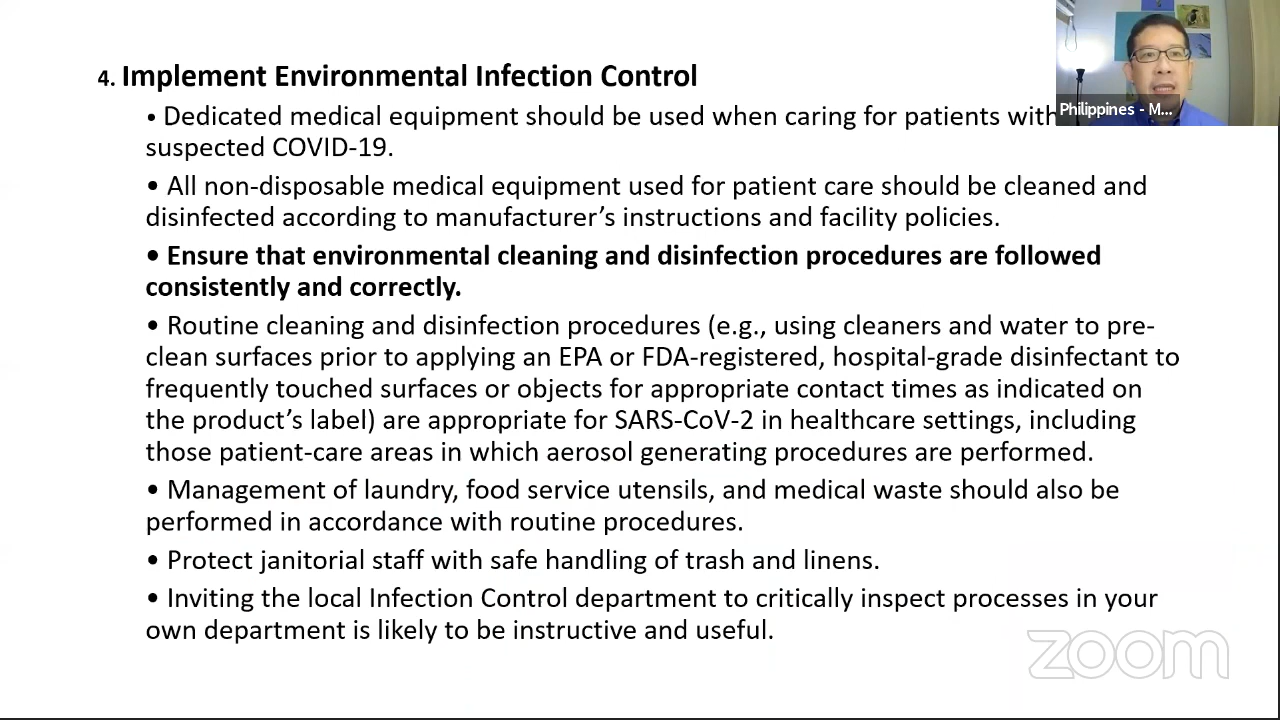 4. Implement Environmental Infection Control
• Dedicated medical equipment should be used when caring for patients with
suspected COVID-19.
• All non-disposable medical equipment used for patient care should be cleaned and
disinfected according to manufacturer’s instructions and facility policies.
• Ensure that environmental cleaning and disinfection procedures are followed
consistently and correctly.
• Routine cleaning and disinfection procedures (e.g., using cleaners and water to pre-
clean surfaces prior to applying an EPA or FDA-registered, hospital-grade disinfectant to
frequently touched surfaces or objects for appropriate contact times as indicated on
the product’s label) are appropriate for SARS-CoV-2 in healthcare settings, including
those patient-care areas in which aerosol generating procedures are performed.
• Management of laundry, food service utensils, and medical waste should also be
performed in accordance with routine procedures.
• Protect janitorial staff with safe handling of trash and linens.
• Inviting the local Infection Control department to critically inspect processes in your
own department is likely to be instructive and useful.
Philippines - M...
zoom